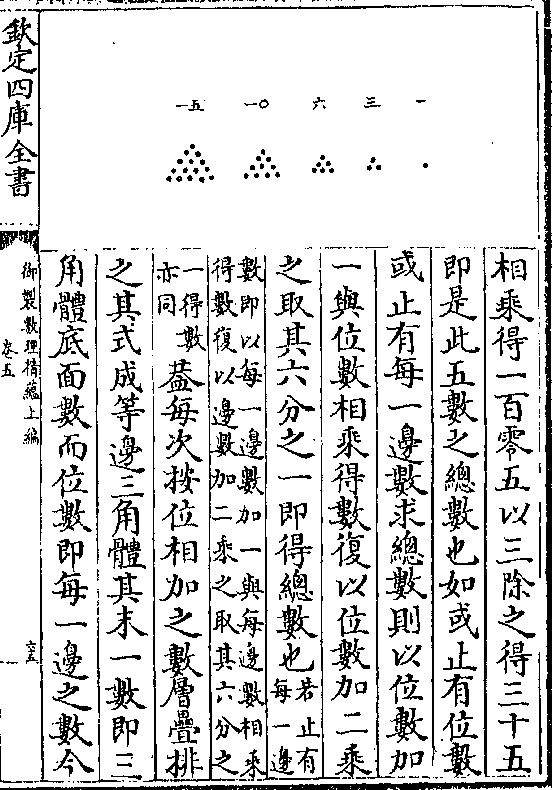 一
三
六
一〇
一五
相乘得一百零五以三除之得三十五
即是此五數之總數也如或止有位數
或止有每一邊數求總數則以位數加
一與位數相乘得數復以位數加二乘
之取其六分之一即得總數也若止有
每一邊
數即以每一邊數加一與每邊數相乘
得數復以邊數加二乘之取其六分之
一得數
亦同
葢每次按位相加之數層疊排
之其式成等邊三角體其末一數即三
角體底面數而位數即每一邊之數今
欽定四庫全書
御製數理精蘊上編
卷五
六五